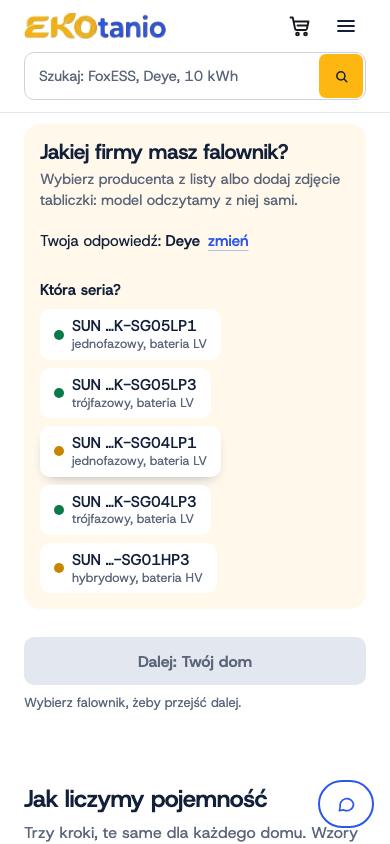 EKOtanio
Szukaj: FoxESS, Deye, 10 kWh
Jakiej firmy masz falownik?
Wybierz producenta z listy albo dodaj zdjęcie
tabliczki: model odczytamy z niej sami.
Twoja odpowiedź: Deye zmień
Która seria?
SUN ...K-SG05LP1
jednofazowy, bateria LV
SUN ...K-SG05LP3
trójfazowy, bateria LV
SUN ...K-SG04LP1
jednofazowy, bateria LV
SUN ...K-SG04LP3
trójfazowy, bateria LV
SUN ...-SG01HP3
hybrydowy, bateria HV
Dalej: Twój dom
Wybierz falownik, żeby przejść dalej.
Jak liczymy pojemność
Trzy kroki, te same dla każdego domu. Wzory